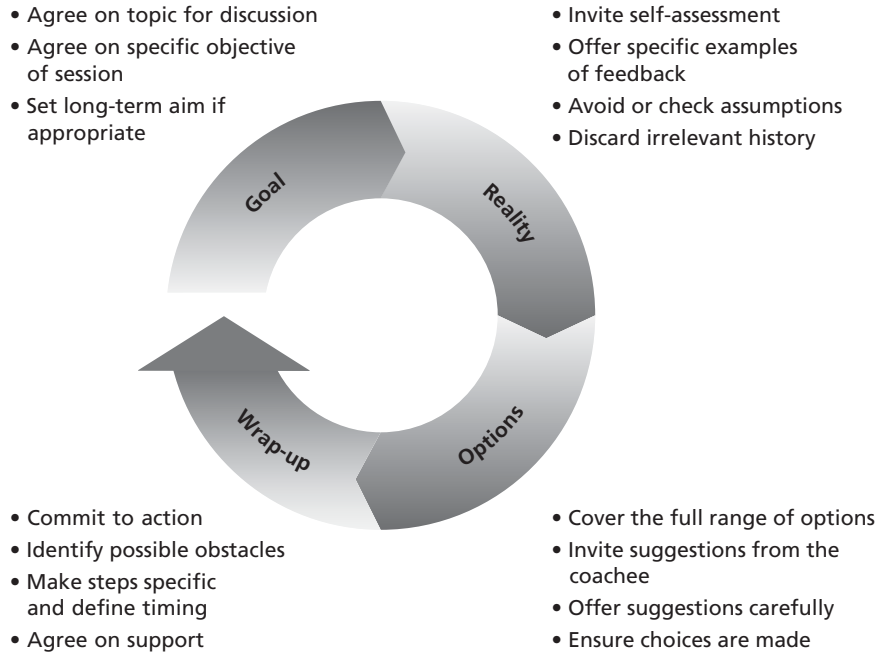 • Agree on topic for discussion
• Agree on specific objective
of session
• Set long-term aim if
appropriate
• Invite self-assessment
• Offer specific examples
of feedback
• Avoid or check assumptions
• Discard irrelevant history
Goal
Reality
Wrap-up
Options
• Commit to action
• Identify possible obstacles
• Make steps specific
and define timing
• Agree on support
• Cover the full range of options
• Invite suggestions from the
coachee
• Offer suggestions carefully
• Ensure choices are made